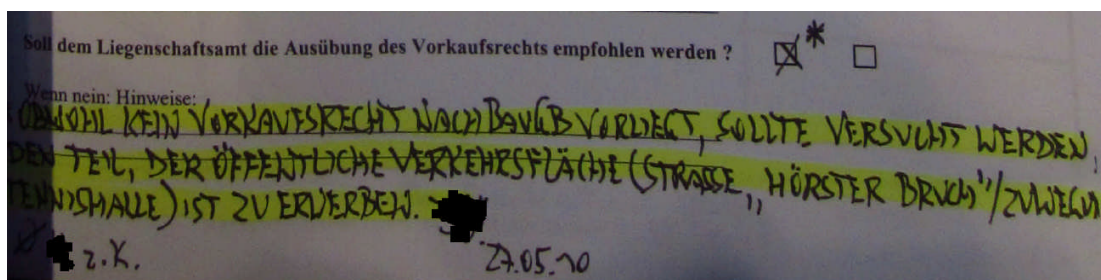 Soll dem Liegenschaftsamt die Ausübung des Vorkaufsrechts empfohlen werden ? ☒* ☐
Wenn nein: Hinweise:
OBWOHL KEIN VORKAUFSRECHT NACH BAUGB VORLIEGT, SOLLTE VERSUCHT WERDEN,
DEN TEIL, DER ÖFFENTLICHE VERKEHRSFLÄCHE (STRASSE „HÖRSTER BRUCH"/ZUWEGUNG
TENNISHALLE) IST ZU ERWERBEN.
z.K. 27.05.10